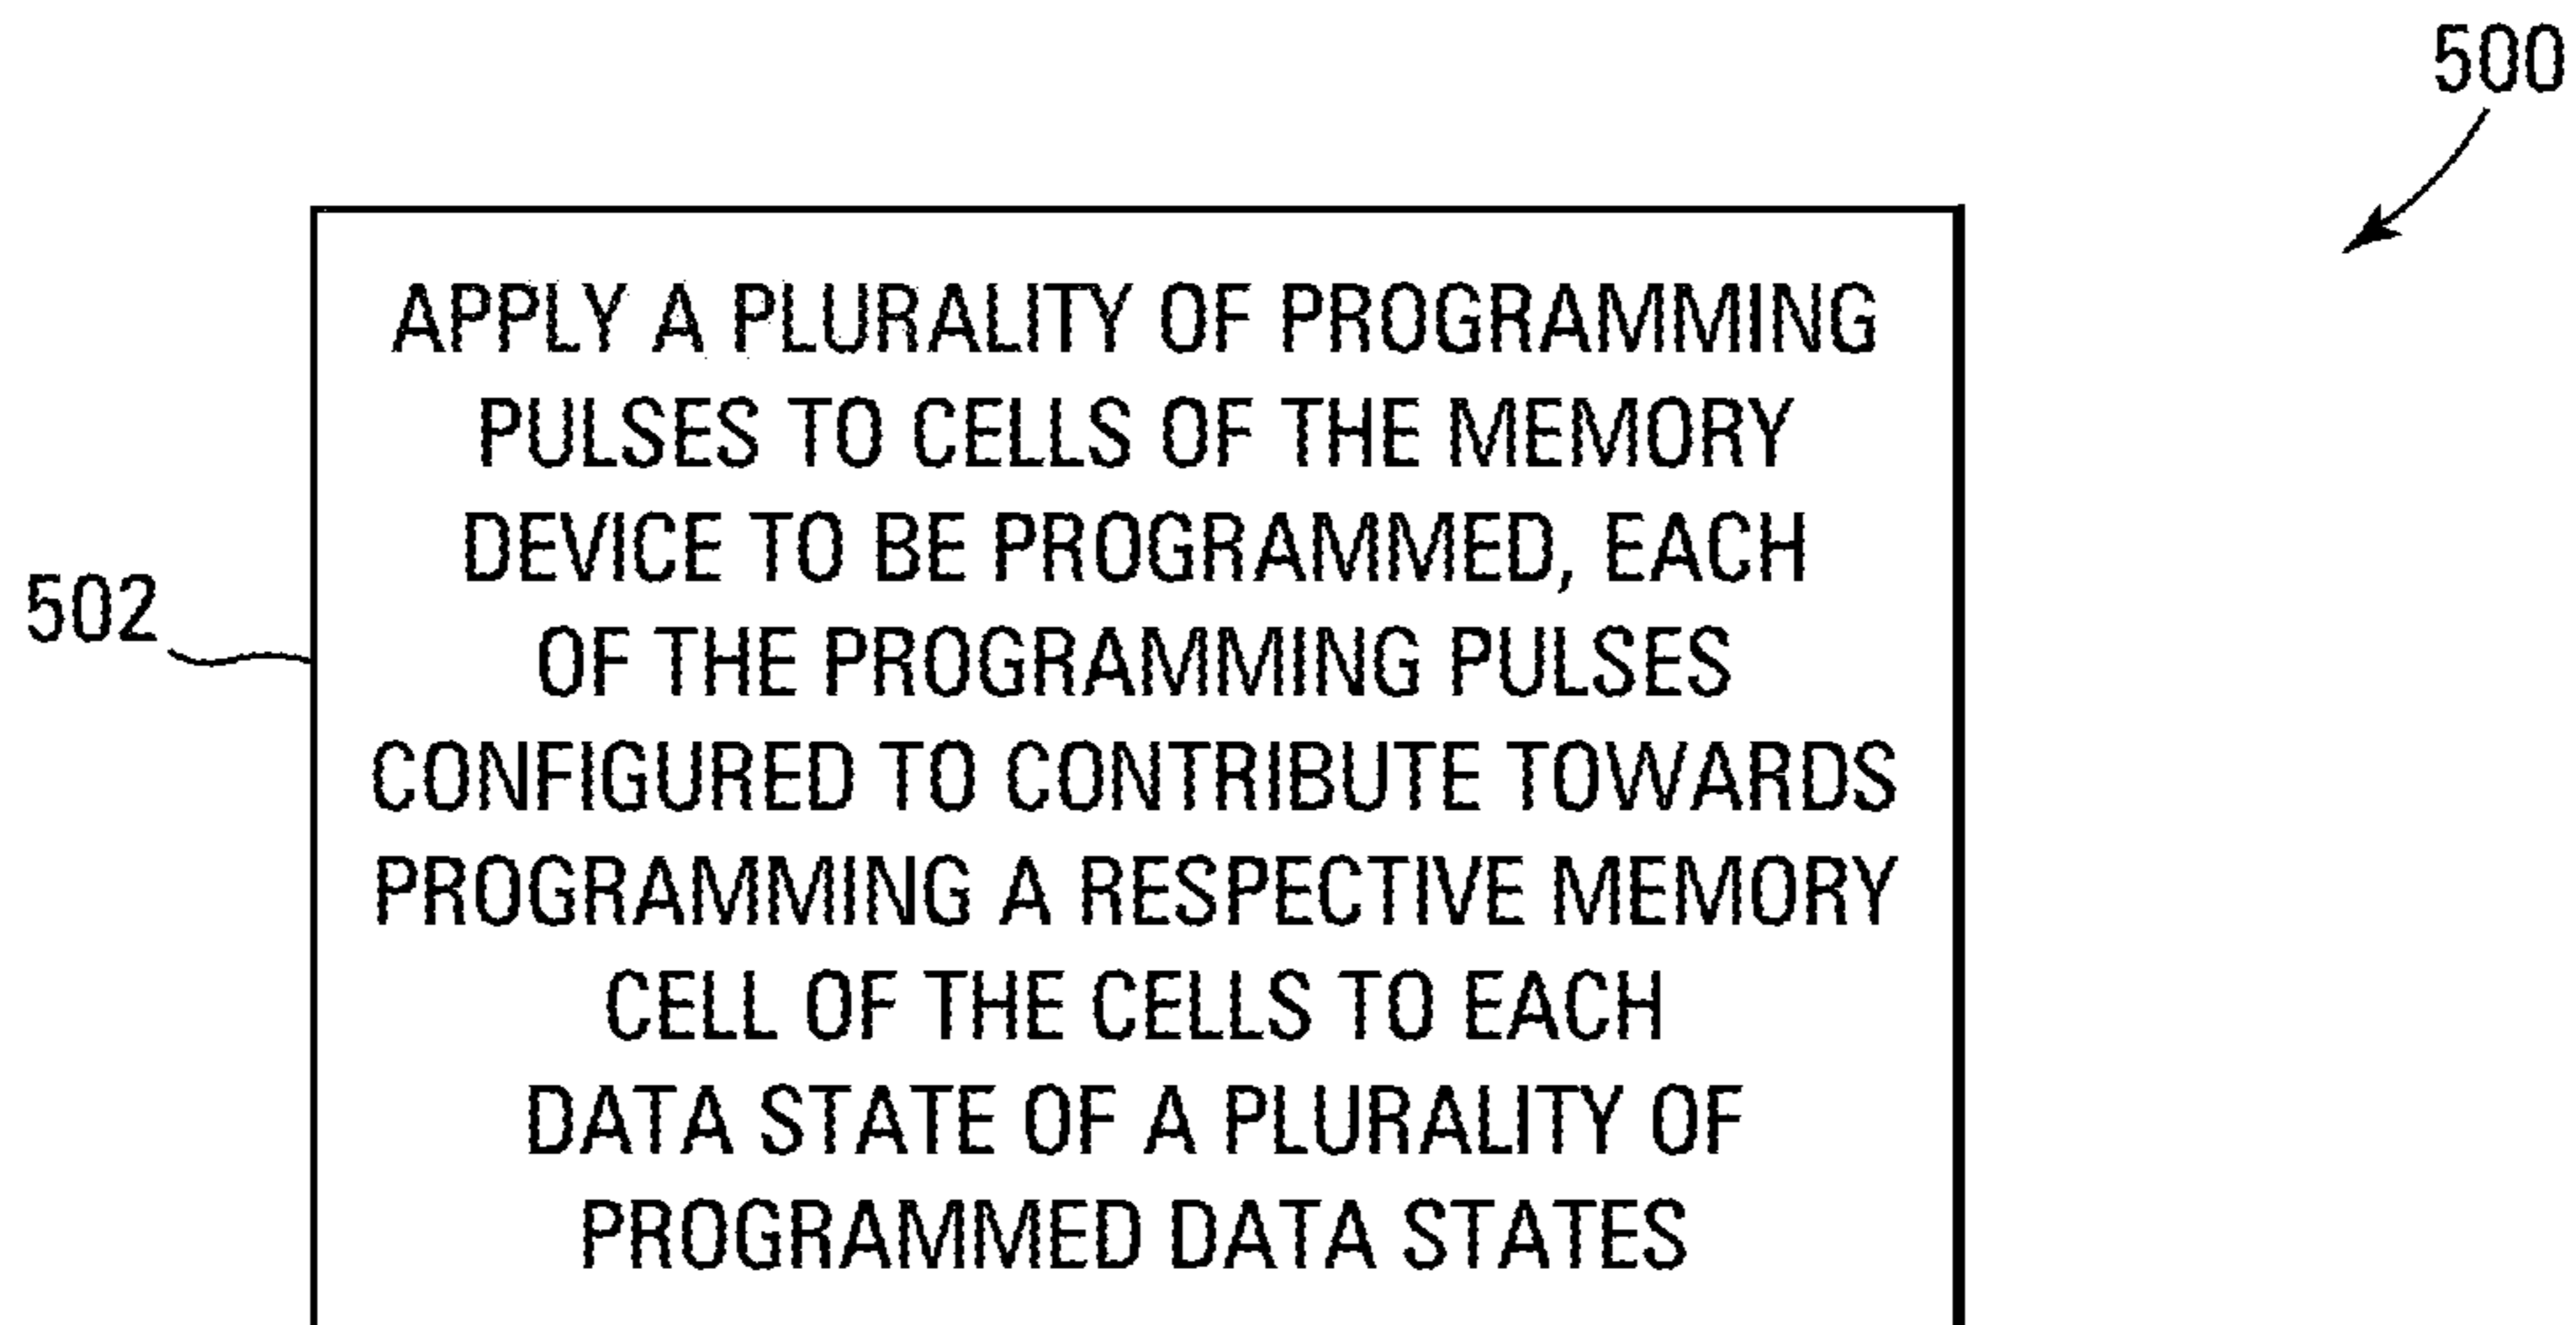 500
APPLY A PLURALITY OF PROGRAMMING
PULSES TO CELLS OF THE MEMORY
DEVICE TO BE PROGRAMMED, EACH
OF THE PROGRAMMING PULSES
CONFIGURED TO CONTRIBUTE TOWARDS
PROGRAMMING A RESPECTIVE MEMORY
CELL OF THE CELLS TO EACH
DATA STATE OF A PLURALITY OF
PROGRAMMED DATA STATES
502